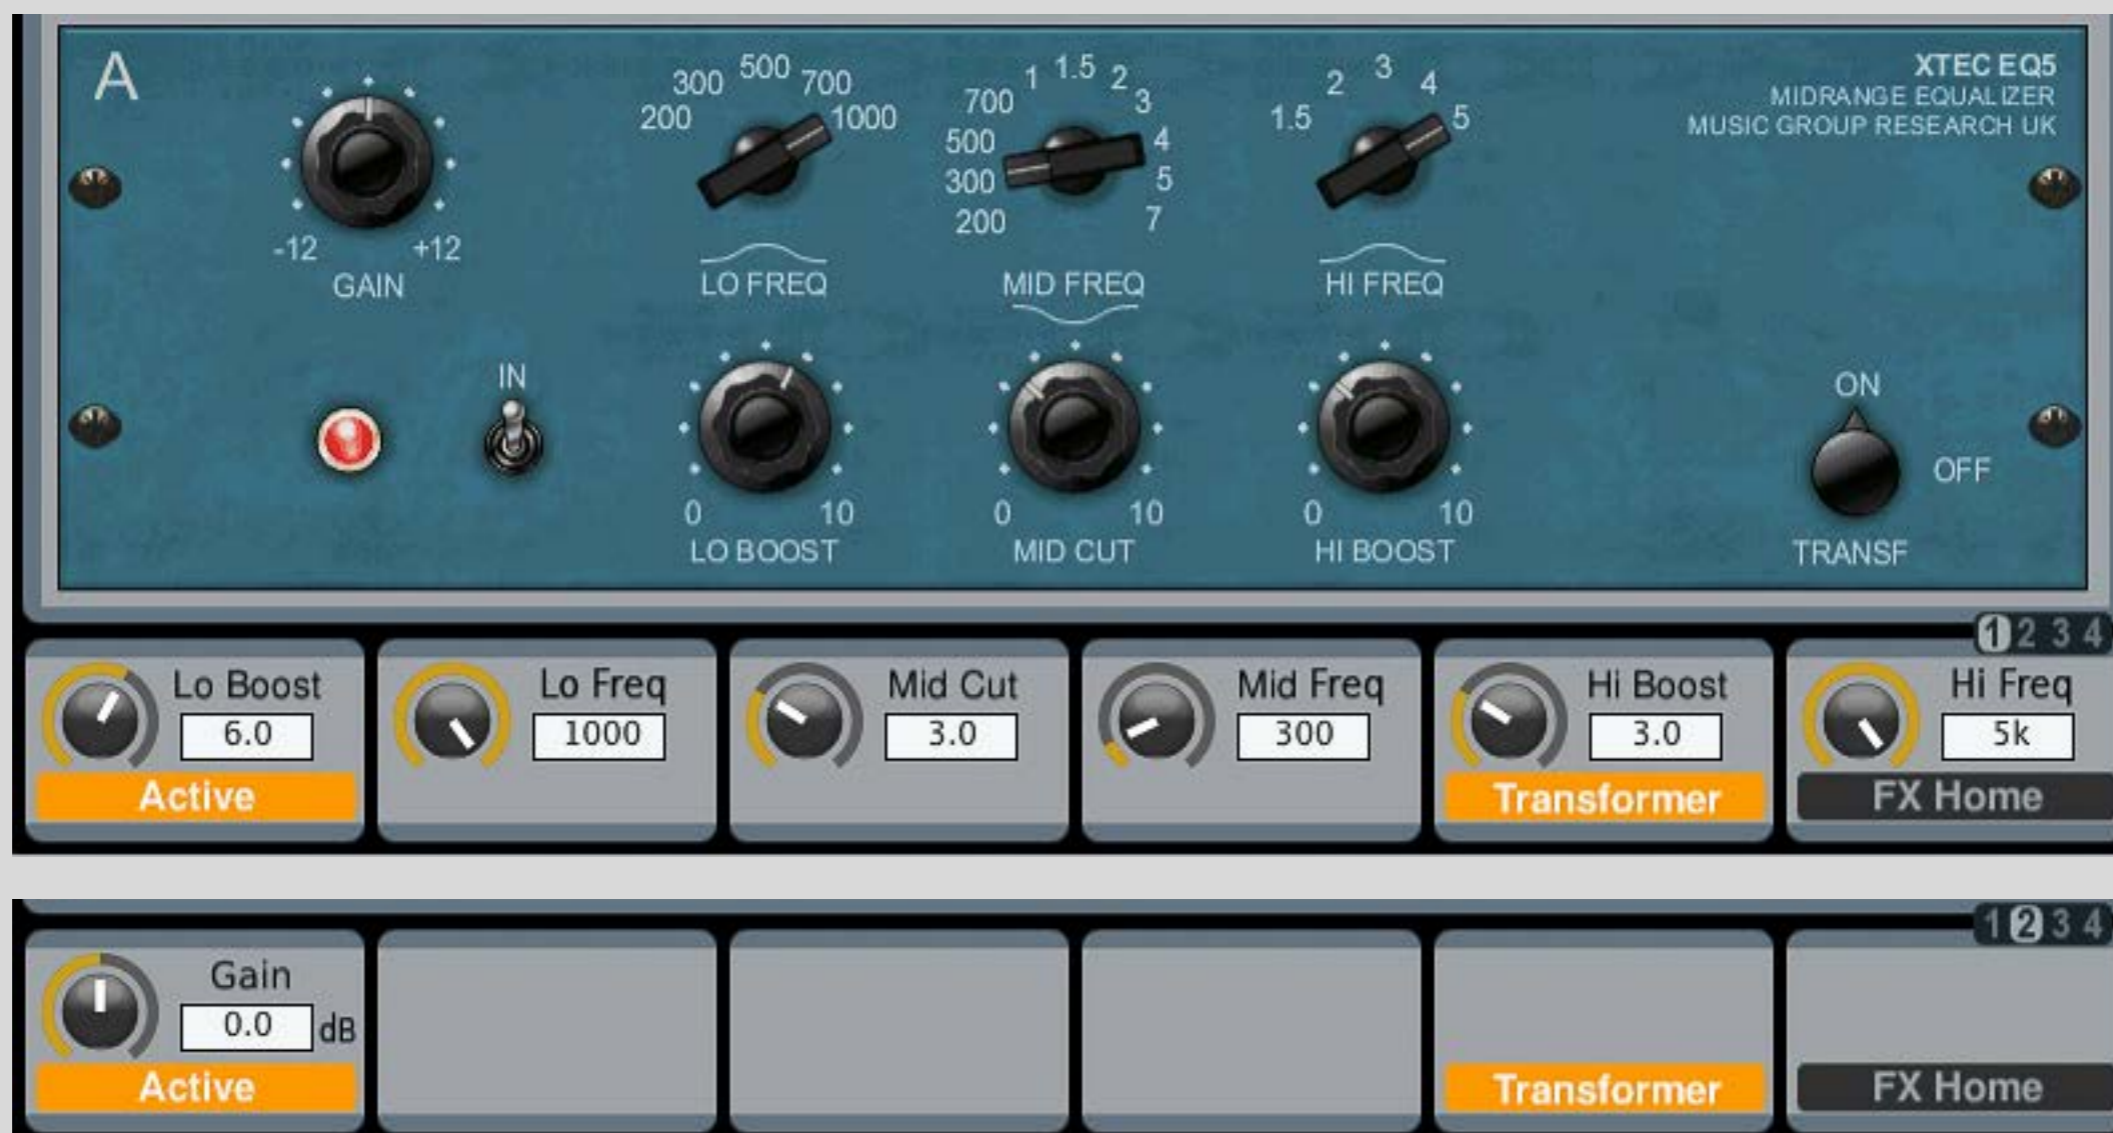 A
XTEC EQ5
MIDRANGE EQUALIZER
MUSIC GROUP RESEARCH UK
-12 +12
GAIN
200 300 500 700 1000
LO FREQ
200 300 500 700 1 1.5 2 3 4 5 7
MID FREQ
1.5 2 3 4 5
HI FREQ
IN
0 10
LO BOOST
0 10
MID CUT
0 10
HI BOOST
ON
OFF
TRANSF
1 2 3 4
Lo Boost
6.0
Active
Lo Freq
1000
Mid Cut
3.0
Mid Freq
300
Hi Boost
3.0
Transformer
Hi Freq
5k
FX Home
1 2 3 4
Gain
0.0 dB
Active
Transformer
FX Home